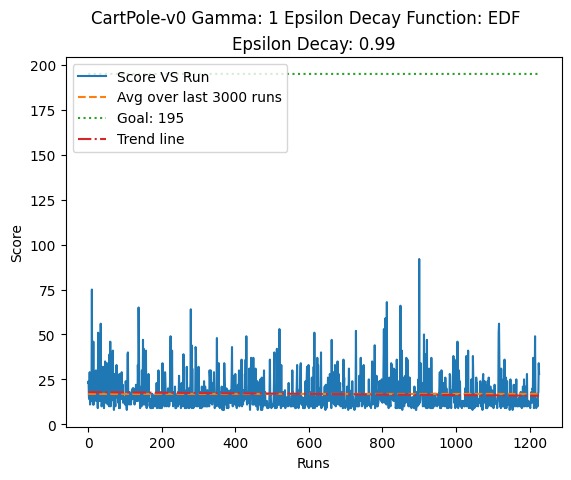 CartPole-v0 Gamma: 1 Epsilon Decay Function: EDF
Epsilon Decay: 0.99
200
175
150
125
100
75
50
25
0
Score
Score VS Run
Avg over last 3000 runs
Goal: 195
Trend line
0 200 400 600 800 1000 1200
Runs